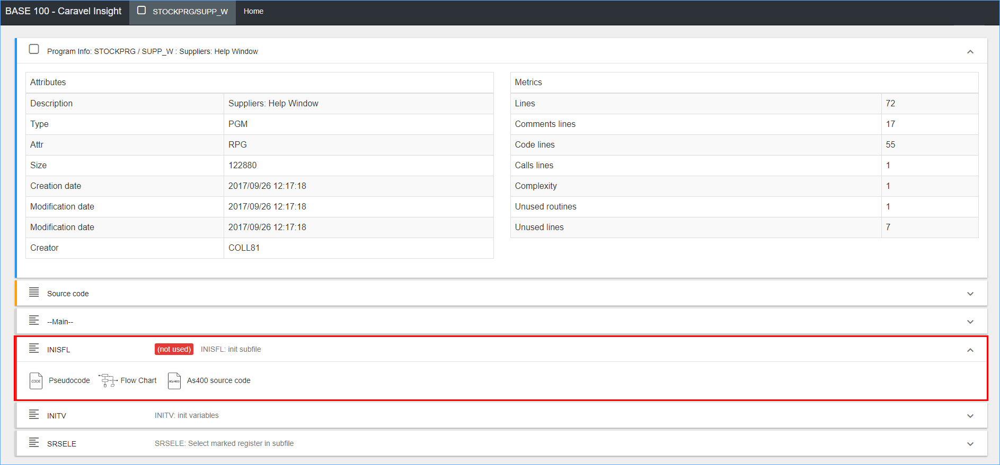 BASE 100 - Caravel Insight STOCKPRG/SUPP_W Home
Program Info: STOCKPRG / SUPP_W : Suppliers: Help Window
Attributes
Description Suppliers: Help Window
Type PGM
Attr RPG
Size 122880
Creation date 2017/09/26 12:17:18
Modification date 2017/09/26 12:17:18
Modification date 2017/09/26 12:17:18
Creator COLL81
Metrics
Lines 72
Comments lines 17
Code lines 55
Calls lines 1
Complexity 1
Unused routines 1
Unused lines 7
Source code
--Main--
INISFL (not used) INISFL: init subfile
CODE Pseudocode Flow Chart AS/400 As400 source code
INITV INITV: init variables
SRSELE SRSELE: Select marked register in subfile